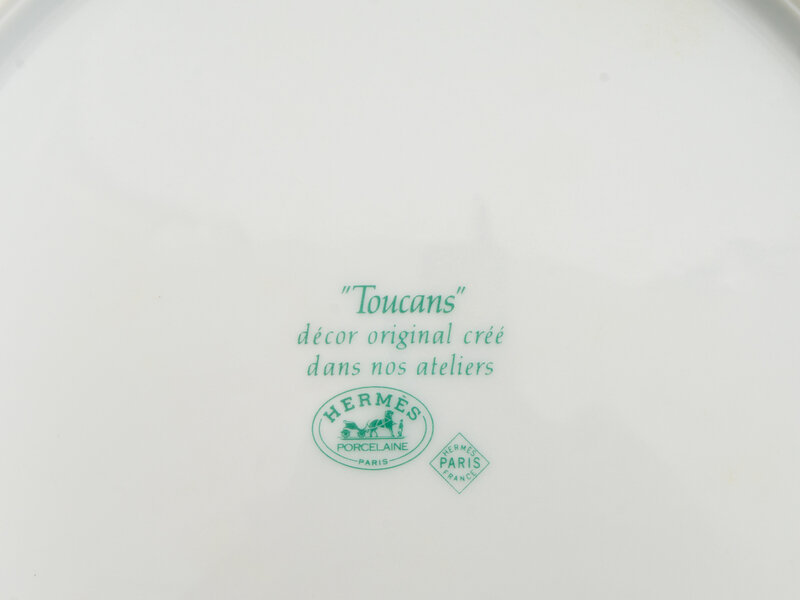 "Toucans"
décor original créé
dans nos ateliers
HERMÈS
PORCELAINE
PARIS
HERMÈS
PARIS
FRANCE